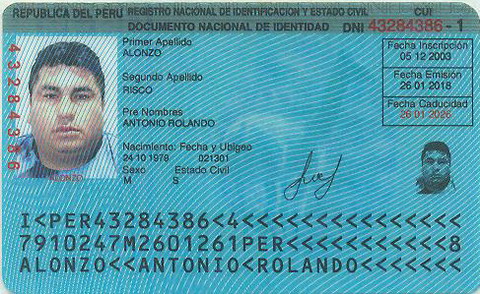 REPUBLICA DEL PERU REGISTRO NACIONAL DE IDENTIFICACION Y ESTADO CIVIL CUI
DOCUMENTO NACIONAL DE IDENTIDAD DNI 43284386 - 1
43284386
Primer Apellido
ALONZO
Segundo Apellido
RISCO
Pre Nombres
ANTONIO ROLANDO
Nacimiento: Fecha y Ubigeo
24 10 1979 021301
Sexo Estado Civil
M S
Fecha Inscripción
05 12 2003
Fecha Emisión
26 01 2018
Fecha Caducidad
26 01 2026
ALONZO
I<PER43284386<4<<<<<<<<<<<<<<<
7910247M2601261PER<<<<<<<<<<<8
ALONZO<<ANTONIO<ROLANDO<<<<<<<